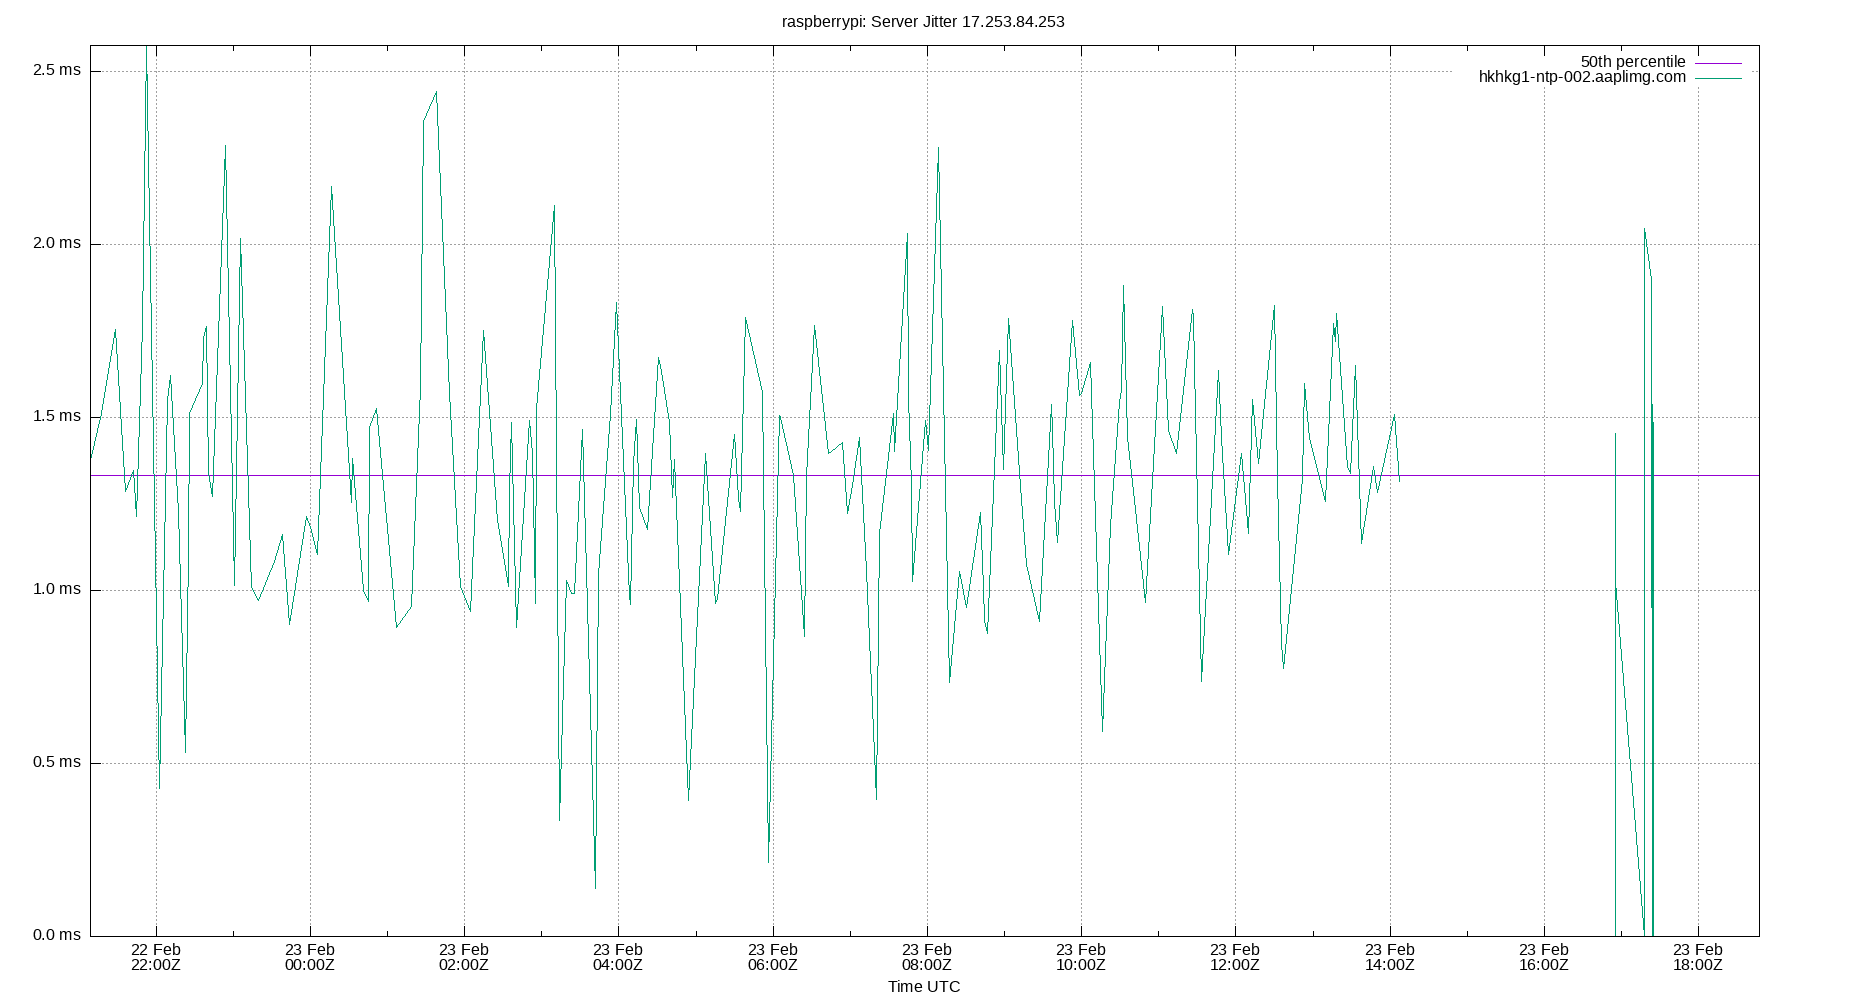 raspberrypi: Server Jitter 17.253.84.253
2.5 ms
2.0 ms
1.5 ms
1.0 ms
0.5 ms
0.0 ms
50th percentile
hkhkg1-ntp-002.aaplimg.com
22 Feb 23 Feb 23 Feb 23 Feb 23 Feb 23 Feb 23 Feb 23 Feb 23 Feb 23 Feb 23 Feb
22:00Z 00:00Z 02:00Z 04:00Z 06:00Z 08:00Z 10:00Z 12:00Z 14:00Z 16:00Z 18:00Z
Time UTC